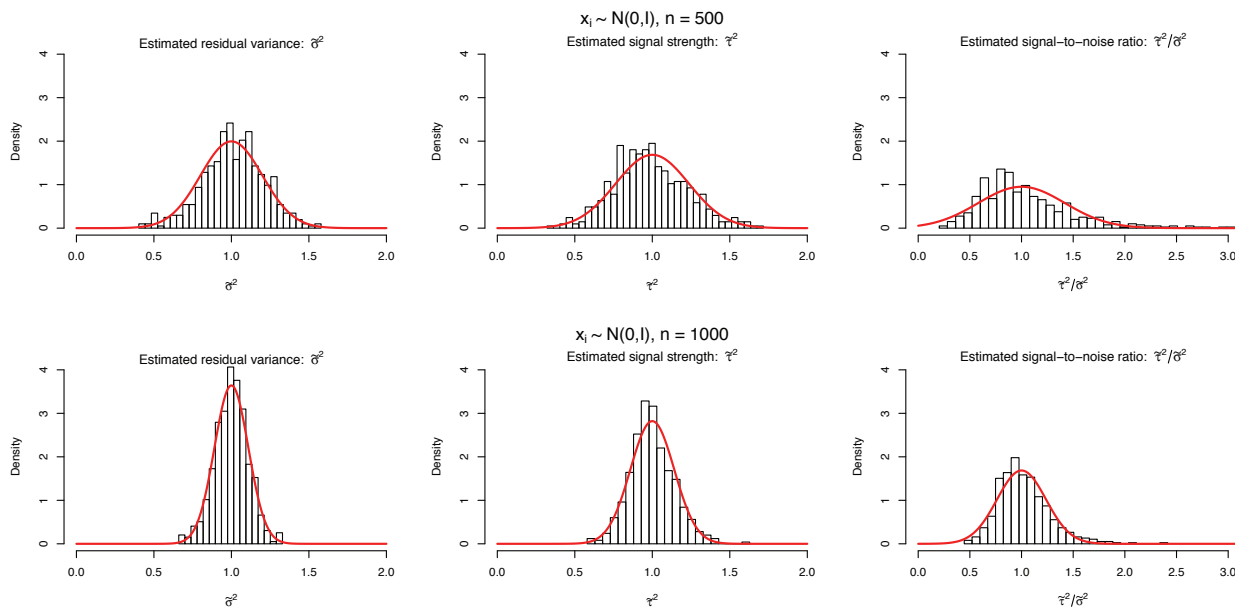 x_i ~ N(0,I), n = 500
Estimated residual variance: σ̃²
Estimated signal strength: τ̃²
Estimated signal−to−noise ratio: τ̃²/σ̃²
Density
0 1 2 3 4
0.0 0.5 1.0 1.5 2.0
σ̃²
Density
0 1 2 3 4
0.0 0.5 1.0 1.5 2.0
τ̃²
Density
0 1 2 3 4
0.0 0.5 1.0 1.5 2.0 2.5 3.0
τ̃²/σ̃²
x_i ~ N(0,I), n = 1000
Estimated residual variance: σ̃²
Estimated signal strength: τ̃²
Estimated signal−to−noise ratio: τ̃²/σ̃²
Density
0 1 2 3 4
0.0 0.5 1.0 1.5 2.0
σ̃²
Density
0 1 2 3 4
0.0 0.5 1.0 1.5 2.0
τ̃²
Density
0 1 2 3 4
0.0 0.5 1.0 1.5 2.0 2.5 3.0
τ̃²/σ̃²